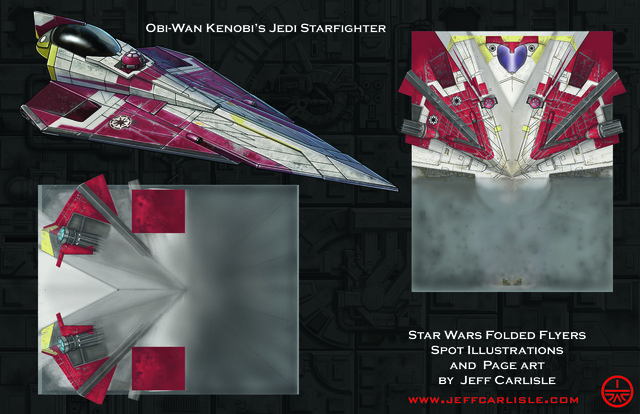 Obi-Wan Kenobi's Jedi Starfighter
Star Wars Folded Flyers
Spot Illustrations
and Page art
by Jeff Carlisle
www.jeffcarlisle.com